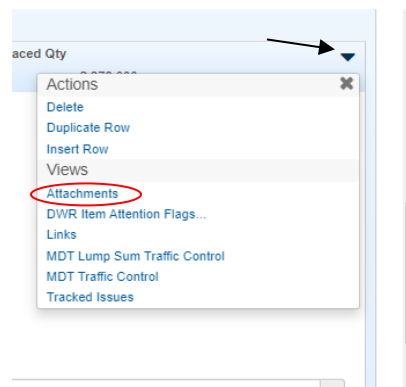 aced Qty
Actions
Delete
Duplicate Row
Insert Row
Views
Attachments
DWR Item Attention Flags...
Links
MDT Lump Sum Traffic Control
MDT Traffic Control
Tracked Issues